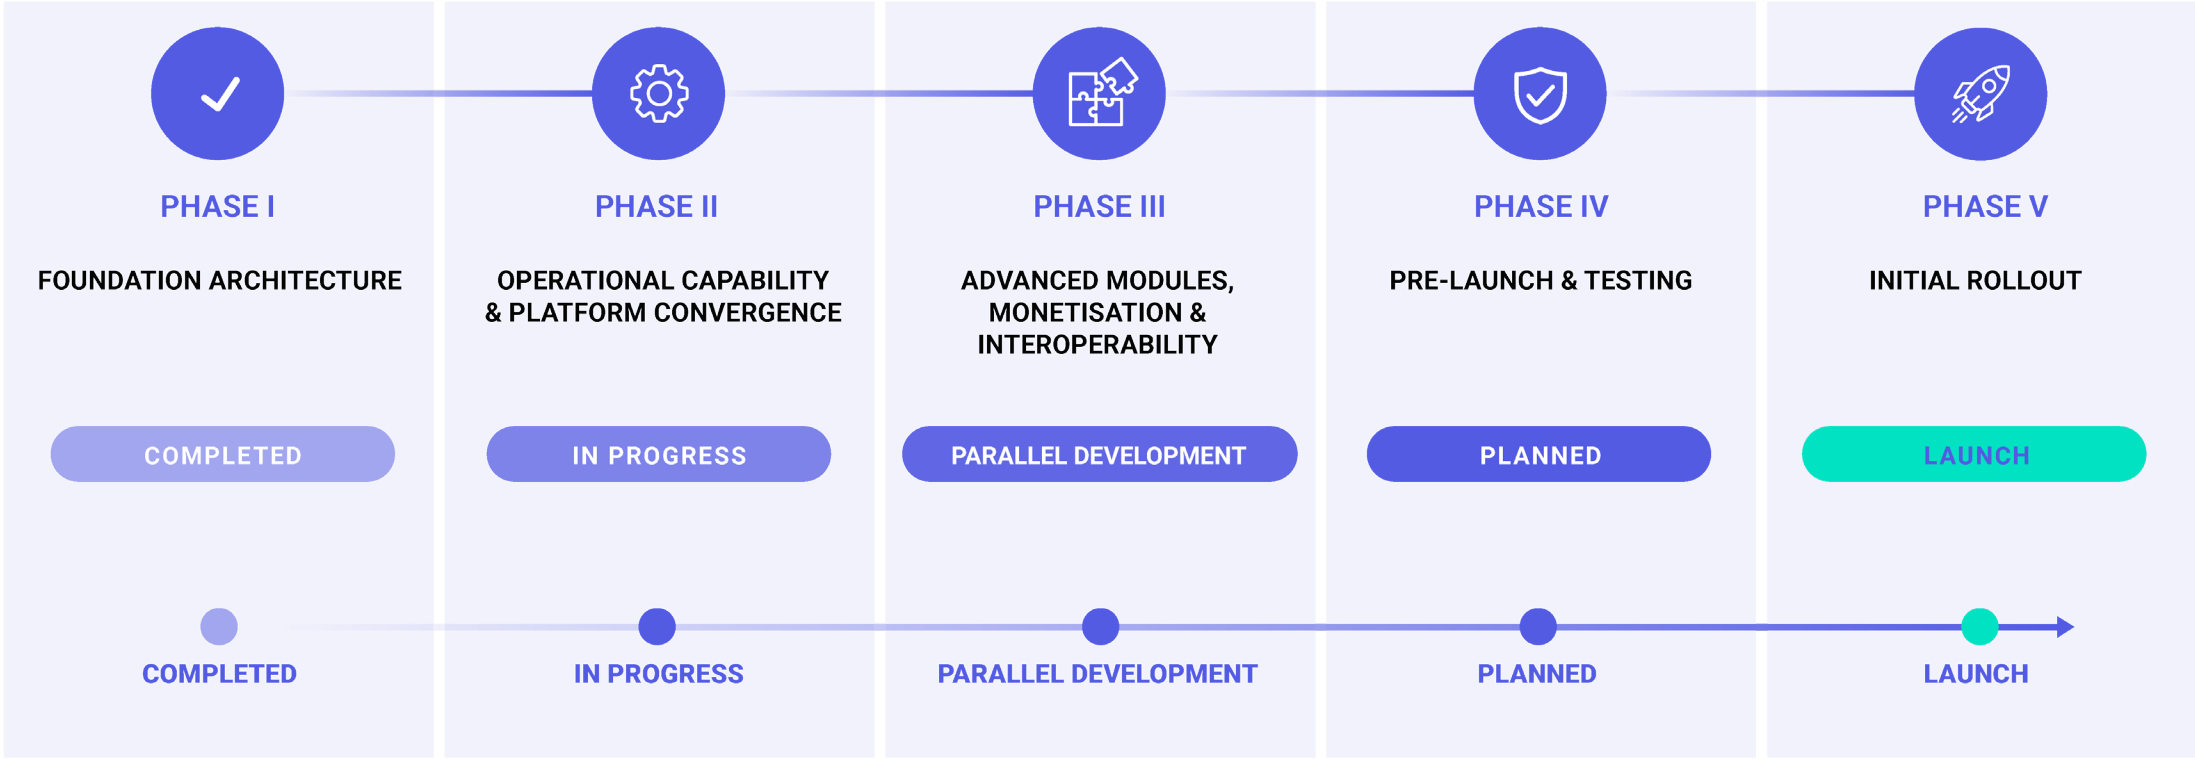 PHASE I
FOUNDATION ARCHITECTURE
COMPLETED
PHASE II
OPERATIONAL CAPABILITY
& PLATFORM CONVERGENCE
IN PROGRESS
PHASE III
ADVANCED MODULES,
MONETISATION &
INTEROPERABILITY
PARALLEL DEVELOPMENT
PHASE IV
PRE-LAUNCH & TESTING
PLANNED
PHASE V
INITIAL ROLLOUT
LAUNCH
COMPLETED
IN PROGRESS
PARALLEL DEVELOPMENT
PLANNED
LAUNCH